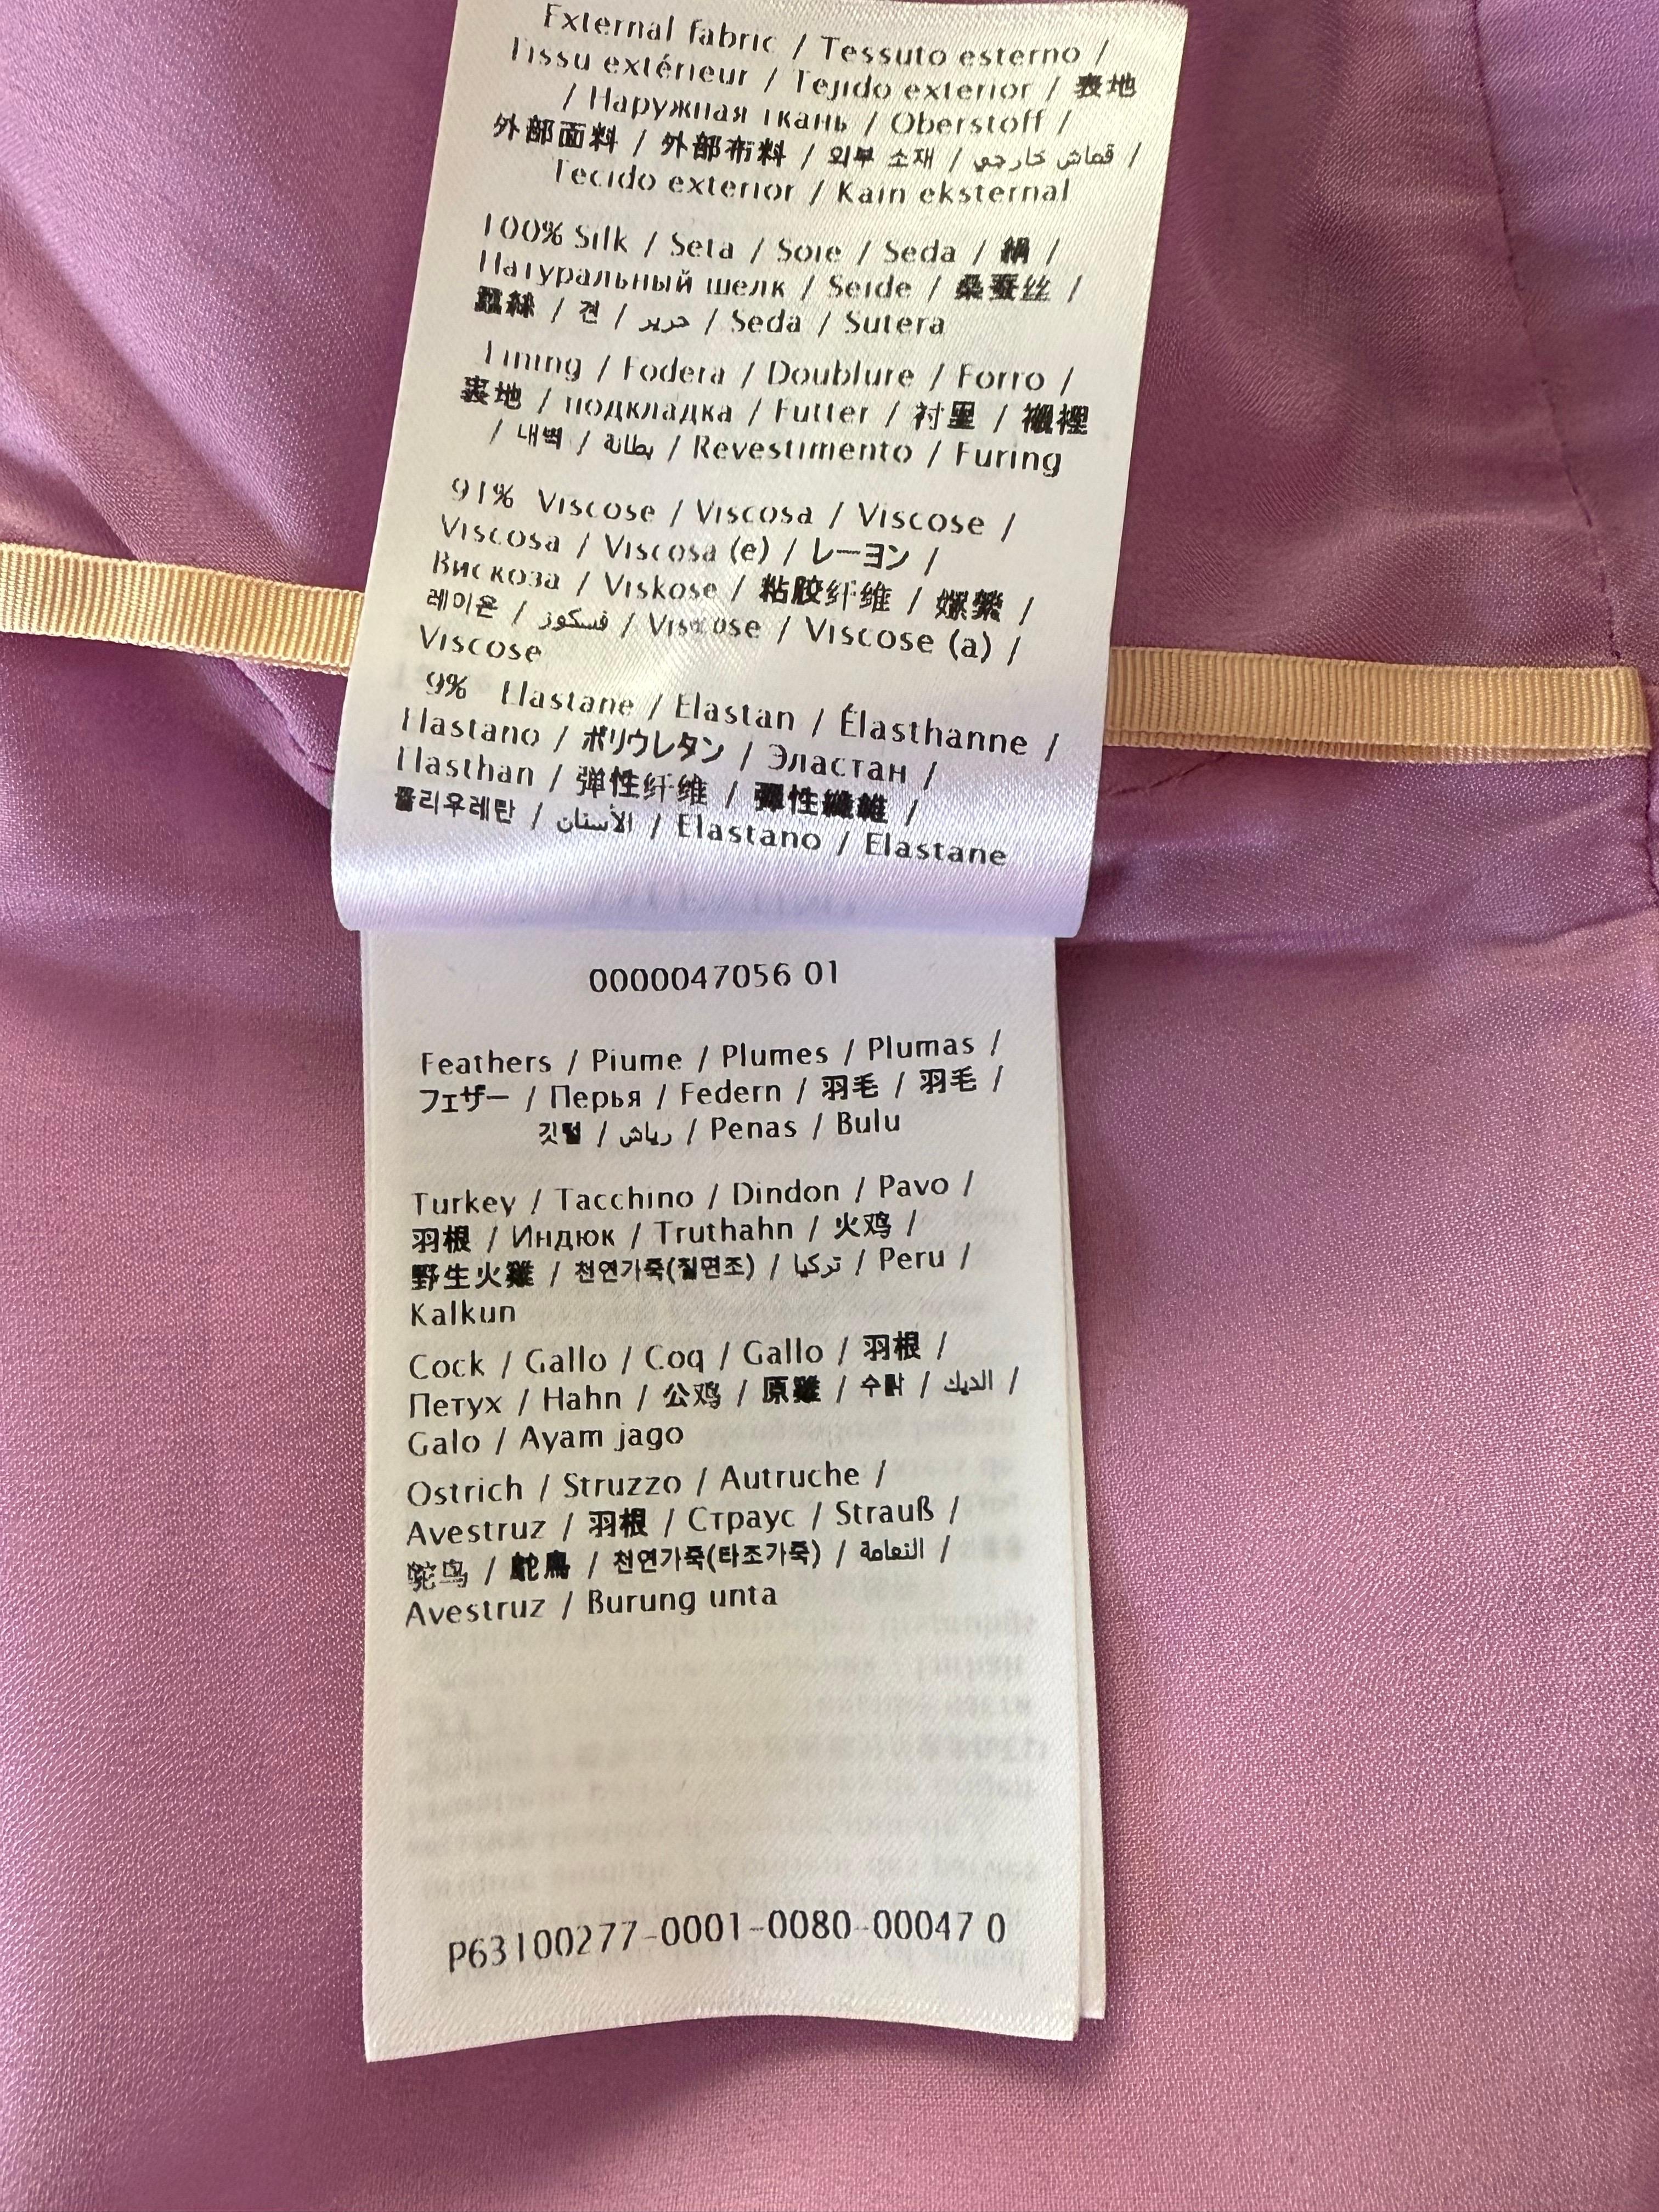 External fabric / Tessuto esterno /
Tissu extérieur / Tejido exterior / 表地
/ Наружная ткань / Oberstoff /
外部面料 / 外部布料 / 외부 소재 / قماش خارجي /
Tecido exterior / Kain eksternal
100% Silk / Seta / Soie / Seda / 絹 /
Натуральный шелк / Seide / 桑蚕丝 /
蠶絲 / 견 / حرير / Seda / Sutera
Lining / Fodera / Doublure / Forro /
裏地 / подкладка / Futter / 衬里 / 襯裡
/ 내벽 / بطانة / Revestimento / Furing
91% Viscose / Viscosa / Viscose /
Viscosa / Viscosa (e) / レーヨン /
Вискоза / Viskose / 粘胶纤维 / 嫘縈 /
레이온 / فسكوز / Viscose / Viscose (a) /
Viscose
9% Elastane / Elastan / Élasthanne /
Elastano / ポリウレタン / Эластан /
Elasthan / 弹性纤维 / 彈性纖維 /
폴리우레탄 / الأستان / Elastano / Elastane
0000047056 01
Feathers / Piume / Plumes / Plumas /
フェザー / Перья / Federn / 羽毛 / 羽毛 /
깃털 / رياش / Penas / Bulu
Turkey / Tacchino / Dindon / Pavo /
羽根 / Индюк / Truthahn / 火鸡 /
野生火雞 / 천연가죽(칠면조) / تركيا / Peru /
Kalkun
Cock / Gallo / Coq / Gallo / 羽根 /
Петух / Hahn / 公鸡 / 原雞 / 수탉 / الديك /
Galo / Ayam jago
Ostrich / Struzzo / Autruche /
Avestruz / 羽根 / Страус / Strauß /
鸵鸟 / 鴕鳥 / 천연가죽(타조가죽) / النعامة /
Avestruz / Burung unta
P63100277-0001-0080-00047 0